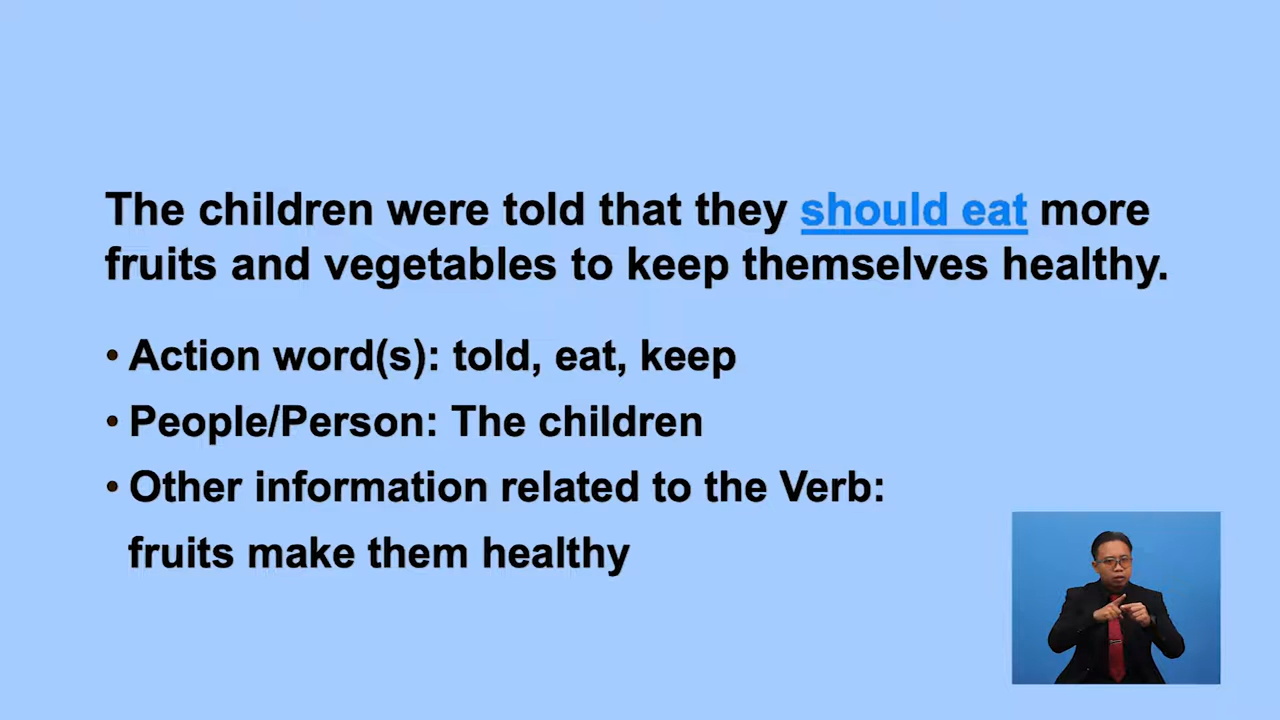 The children were told that they should eat more
fruits and vegetables to keep themselves healthy.
• Action word(s): told, eat, keep
• People/Person: The children
• Other information related to the Verb:
fruits make them healthy